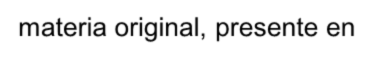 materia original, presente en